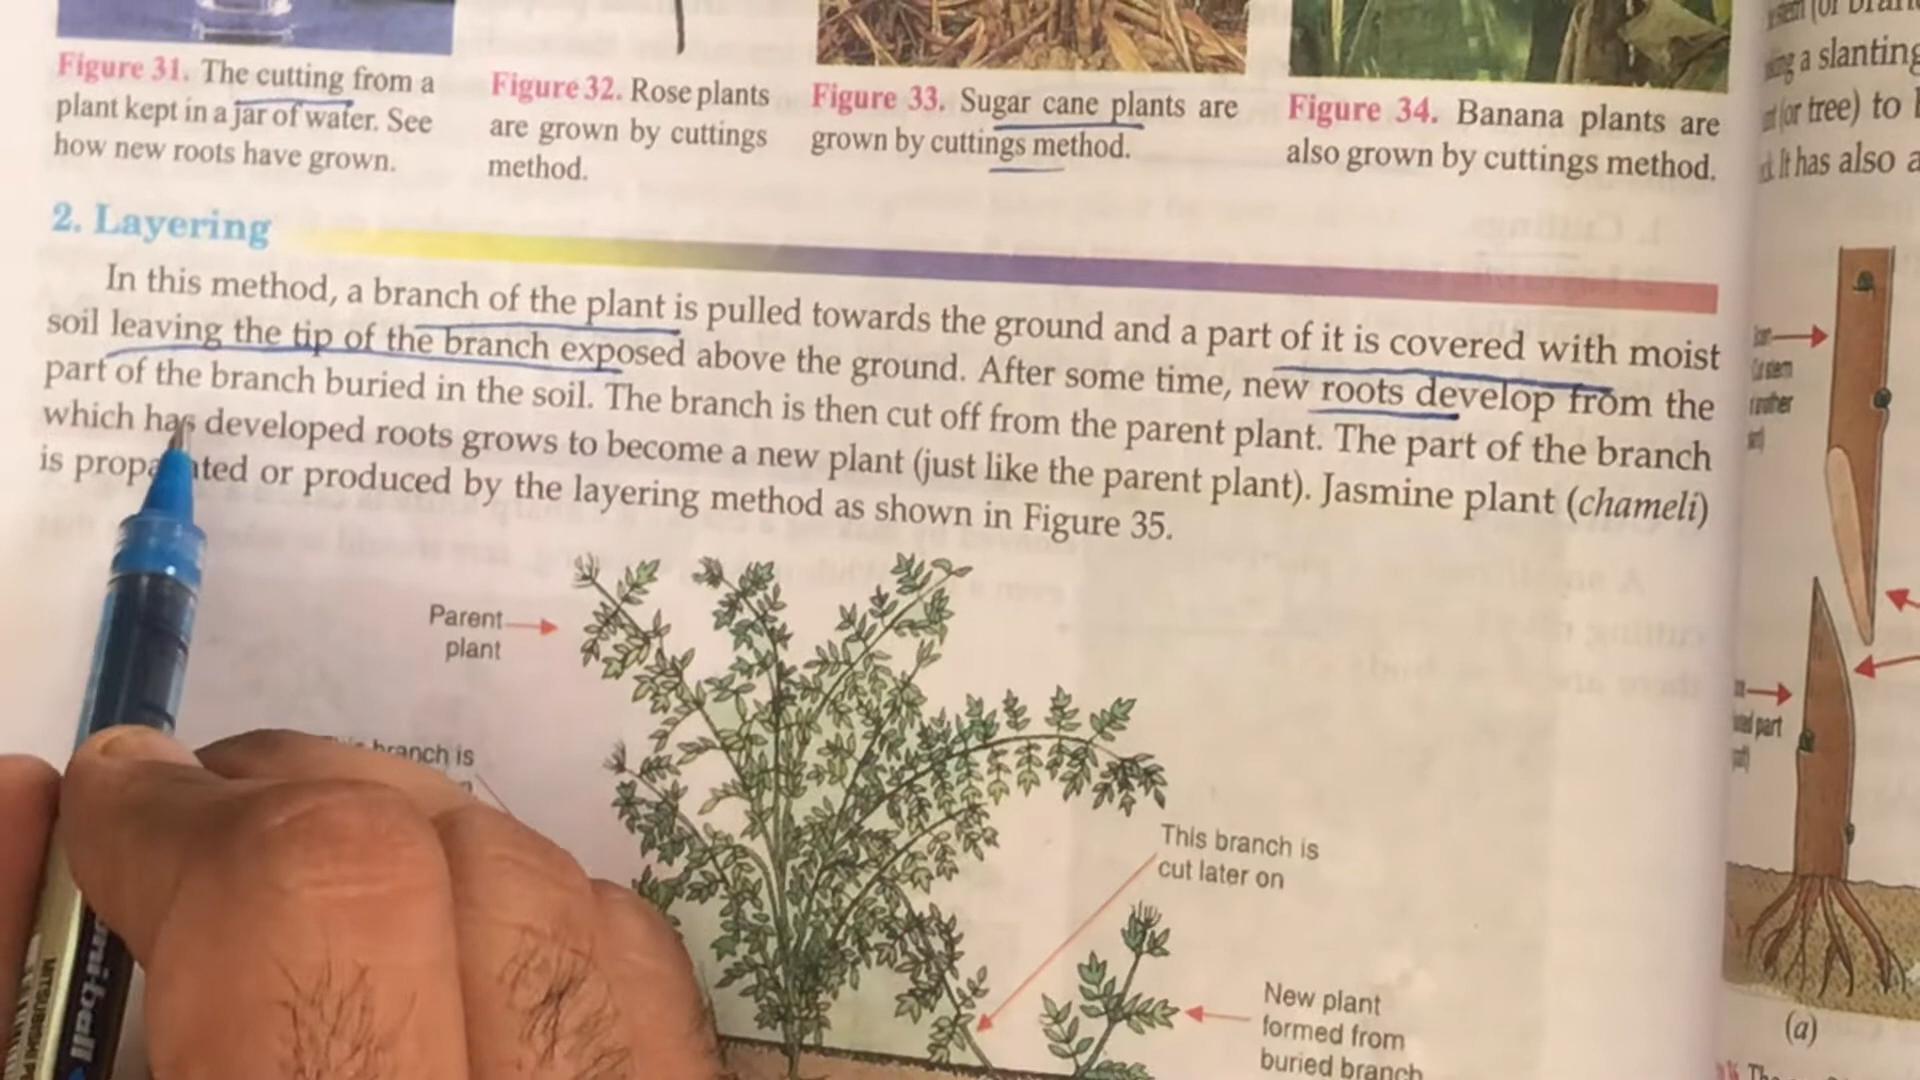 Figure 31. The cutting from a
plant kept in a jar of water. See
how new roots have grown.
Figure 32. Rose plants
are grown by cuttings
method.
Figure 33. Sugar cane plants are
grown by cuttings method.
Figure 34. Banana plants are
also grown by cuttings method.
2. Layering
In this method, a branch of the plant is pulled towards the ground and a part of it is covered with moist
soil leaving the tip of the branch exposed above the ground. After some time, new roots develop from the
part of the branch buried in the soil. The branch is then cut off from the parent plant. The part of the branch
which has developed roots grows to become a new plant (just like the parent plant). Jasmine plant (chameli)
is produced or produced by the layering method as shown in Figure 35.
Parent
plant
branch is
This branch is
cut later on
New plant
formed from
buried branch
a slanting
(or tree) to
It has also a
part
(a)
uni-ball